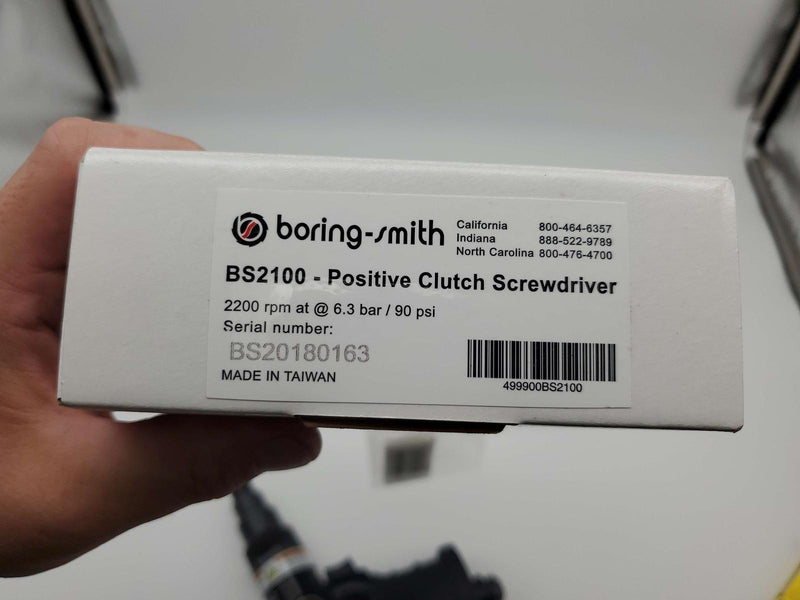 boring-smith
California 800-464-6357
Indiana 888-522-9789
North Carolina 800-476-4700
BS2100 - Positive Clutch Screwdriver
2200 rpm at @ 6.3 bar / 90 psi
Serial number:
BS20180163
MADE IN TAIWAN
499900BS2100